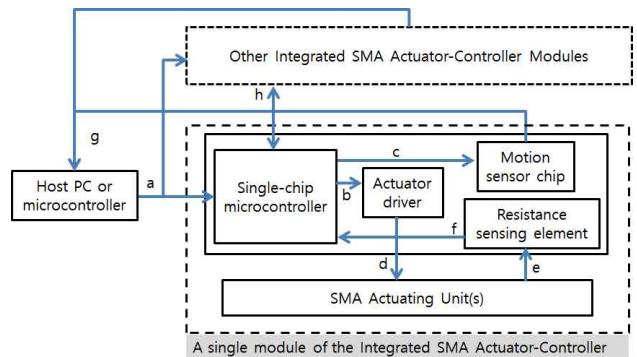 Other Integrated SMA Actuator-Controller Modules
h
g
a
Host PC or
microcontroller
Single-chip
microcontroller
c
b
Actuator
driver
Motion
sensor chip
f
Resistance
sensing element
d
e
SMA Actuating Unit(s)
A single module of the Integrated SMA Actuator-Controller